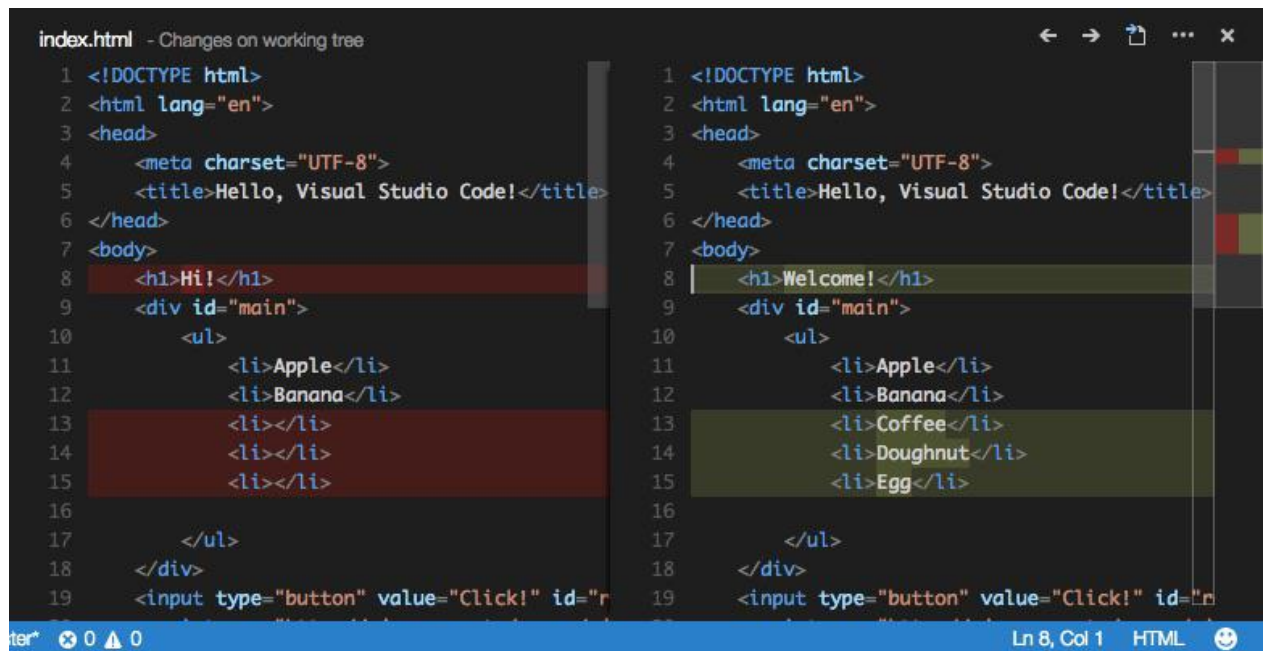 index.html - Changes on working tree
1 <!DOCTYPE html>
2 <html lang="en">
3 <head>
4 <meta charset="UTF-8">
5 <title>Hello, Visual Studio Code!</title>
6 </head>
7 <body>
8 <h1>Hi!</h1>
9 <div id="main">
10 <ul>
11 <li>Apple</li>
12 <li>Banana</li>
13 <li></li>
14 <li></li>
15 <li></li>
16
17 </ul>
18 </div>
19 <input type="button" value="Click!" id="r
1 <!DOCTYPE html>
2 <html lang="en">
3 <head>
4 <meta charset="UTF-8">
5 <title>Hello, Visual Studio Code!</title>
6 </head>
7 <body>
8 <h1>Welcome!</h1>
9 <div id="main">
10 <ul>
11 <li>Apple</li>
12 <li>Banana</li>
13 <li>Coffee</li>
14 <li>Doughnut</li>
15 <li>Egg</li>
16
17 </ul>
18 </div>
19 <input type="button" value="Click!" id="r
ter* 0 0 Ln 8, Col 1 HTML